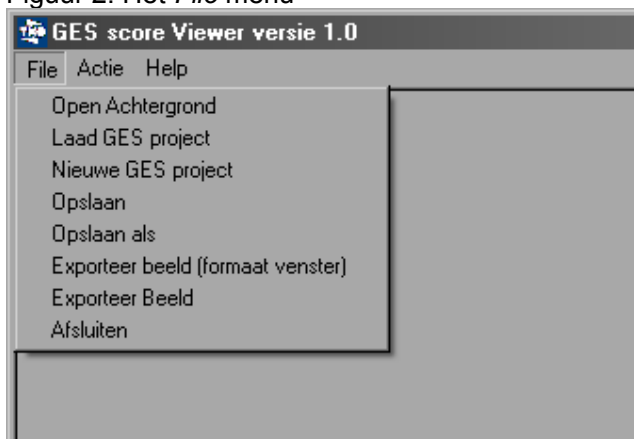 Figuur 2. Het File menu
GES score Viewer versie 1.0
File Actie Help
Open Achtergrond
Laad GES project
Nieuwe GES project
Opslaan
Opslaan als
Exporteer beeld (formaat venster)
Exporteer Beeld
Afsluiten